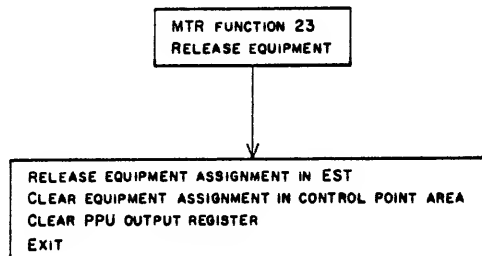 MTR FUNCTION 23
RELEASE EQUIPMENT
RELEASE EQUIPMENT ASSIGNMENT IN EST
CLEAR EQUIPMENT ASSIGNMENT IN CONTROL POINT AREA
CLEAR PPU OUTPUT REGISTER
EXIT